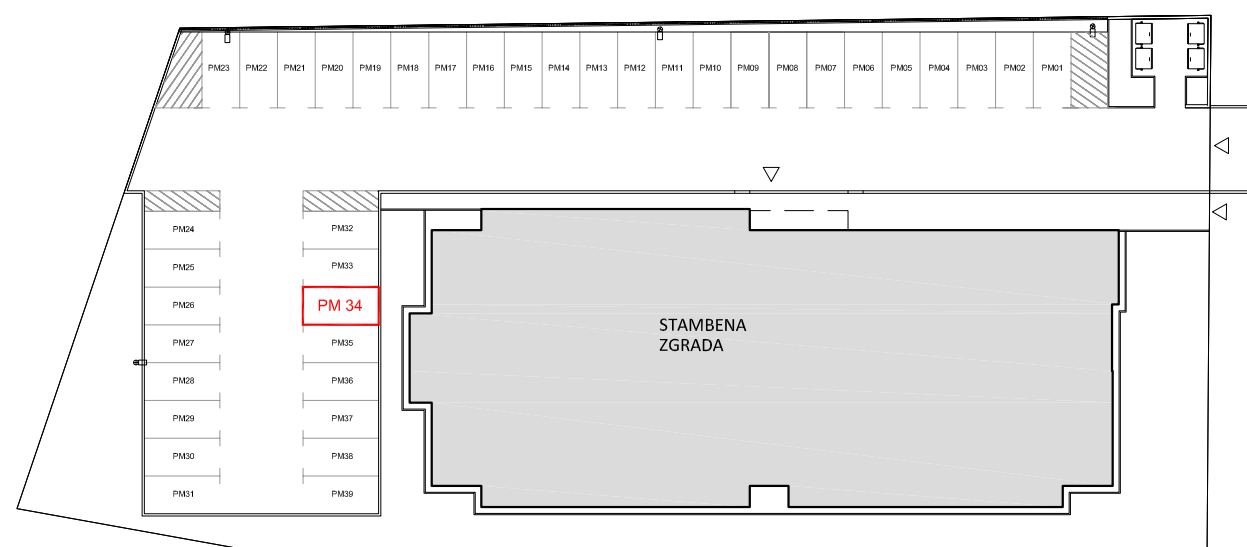 PM23 PM22 PM21 PM20 PM19 PM18 PM17 PM16 PM15 PM14 PM13 PM12 PM11 PM10 PM09 PM08 PM07 PM06 PM05 PM04 PM03 PM02 PM01
PM24 PM32
PM25 PM33
PM26 PM 34
PM27 PM35
PM28 PM36
PM29 PM37
PM30 PM38
PM31 PM39
STAMBENA
ZGRADA